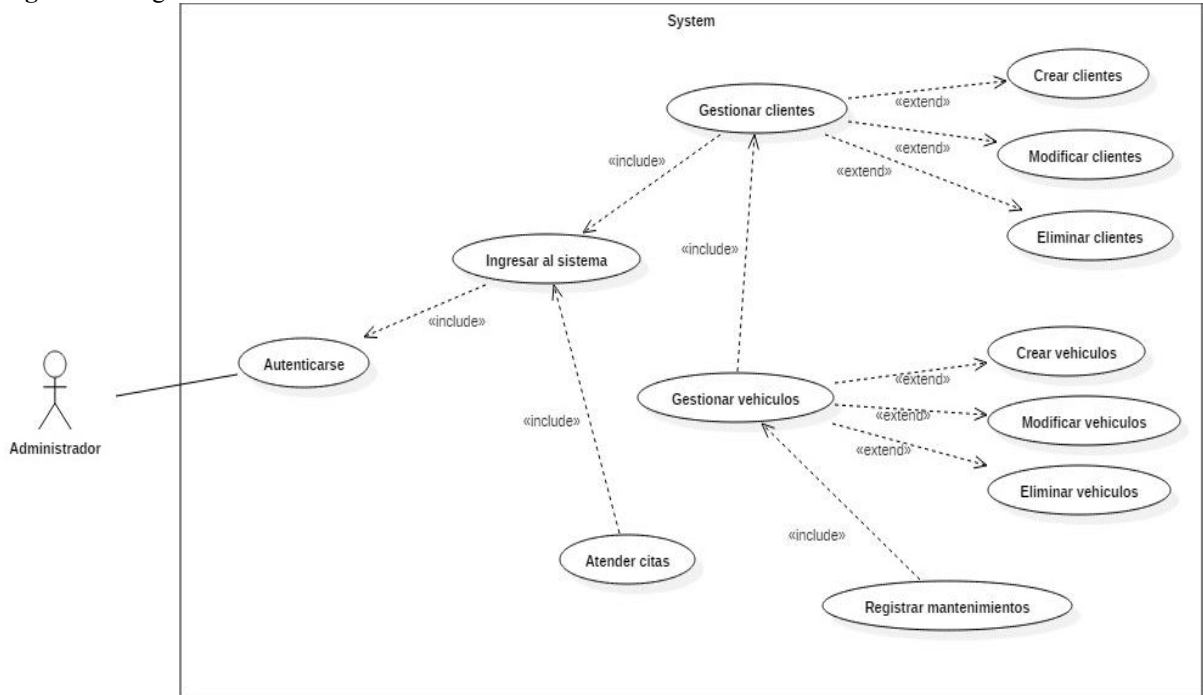 System
Crear clientes
Gestionar clientes
«extend»
«extend»
Modificar clientes
«include»
«extend»
Eliminar clientes
«include»
Ingresar al sistema
«include»
Crear vehiculos
Autenticarse
«extend»
Gestionar vehiculos
«extend»
Modificar vehiculos
«include»
Administrador
«extend»
Eliminar vehiculos
«include»
Atender citas
Registrar mantenimientos